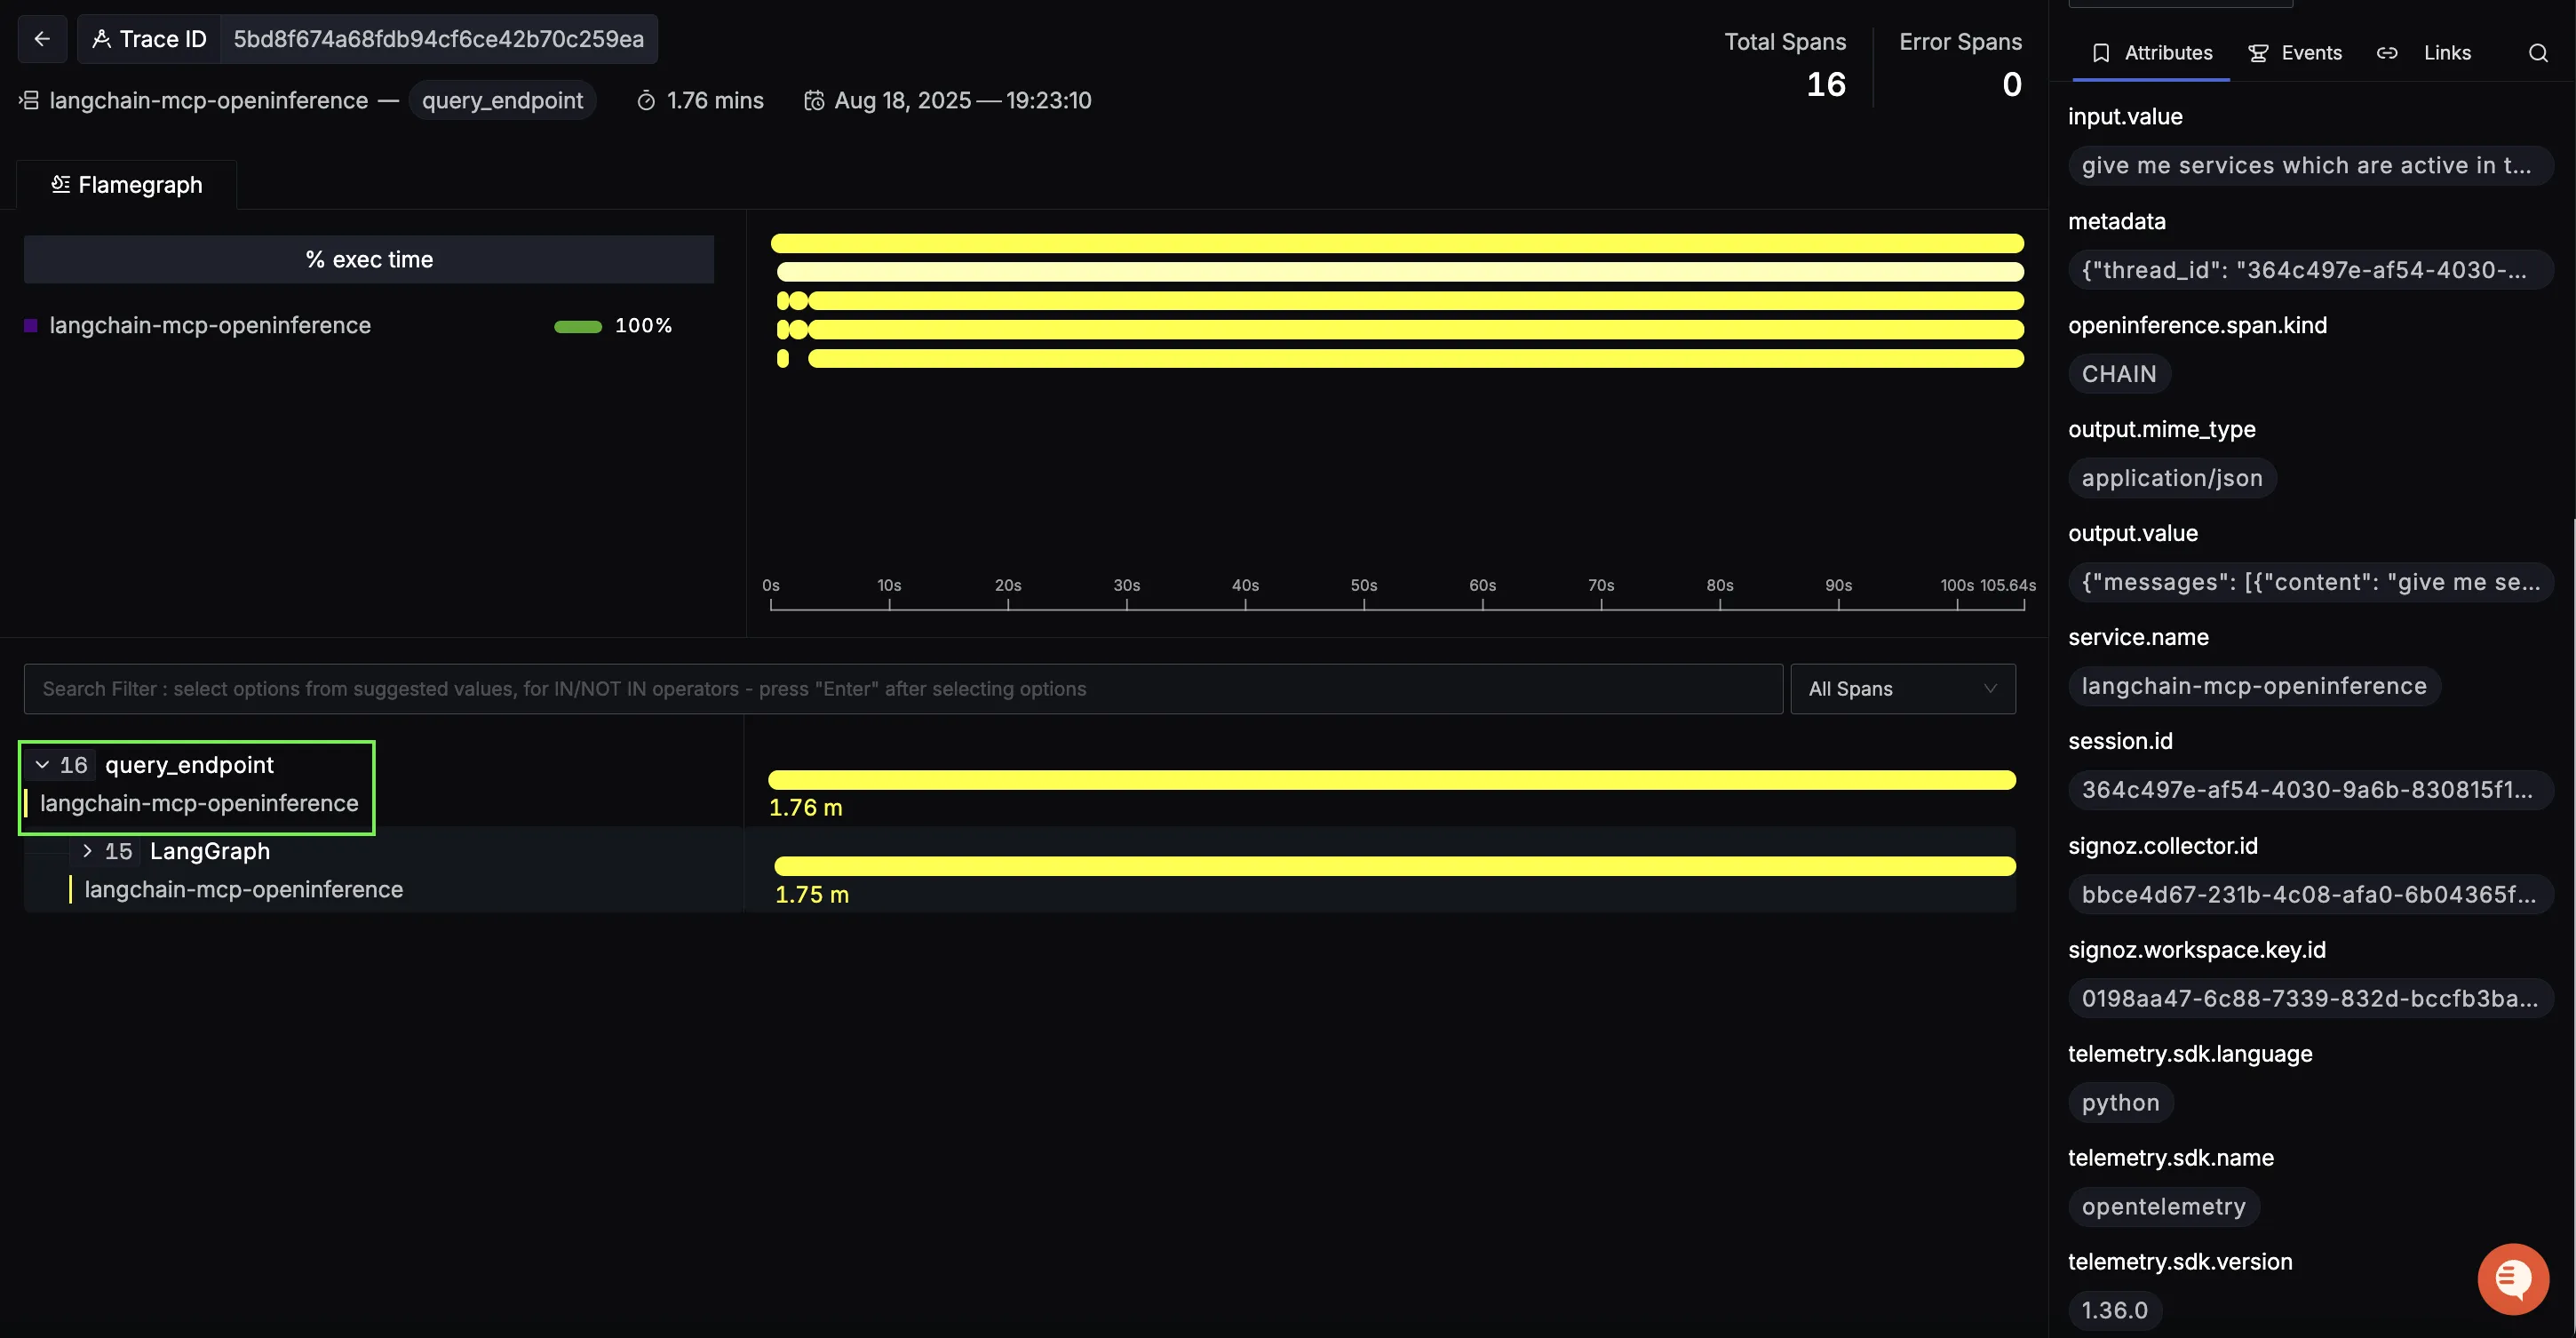 Trace ID 5bd8f674a68fdb94cf6ce42b70c259ea
langchain-mcp-openinference — query_endpoint 1.76 mins Aug 18, 2025 — 19:23:10
Total Spans
16
Error Spans
0
Flamegraph
% exec time
langchain-mcp-openinference 100%
0s 10s 20s 30s 40s 50s 60s 70s 80s 90s 100s 105.64s
Search Filter : select options from suggested values, for IN/NOT IN operators - press "Enter" after selecting options
All Spans
16 query_endpoint
langchain-mcp-openinference
1.76 m
15 LangGraph
langchain-mcp-openinference
1.75 m
Attributes Events Links
input.value
give me services which are active in t...
metadata
{"thread_id": "364c497e-af54-4030-...
openinference.span.kind
CHAIN
output.mime_type
application/json
output.value
{"messages": [{"content": "give me se...
service.name
langchain-mcp-openinference
session.id
364c497e-af54-4030-9a6b-830815f1...
signoz.collector.id
bbce4d67-231b-4c08-afa0-6b04365f...
signoz.workspace.key.id
0198aa47-6c88-7339-832d-bccfb3ba...
telemetry.sdk.language
python
telemetry.sdk.name
opentelemetry
telemetry.sdk.version
1.36.0